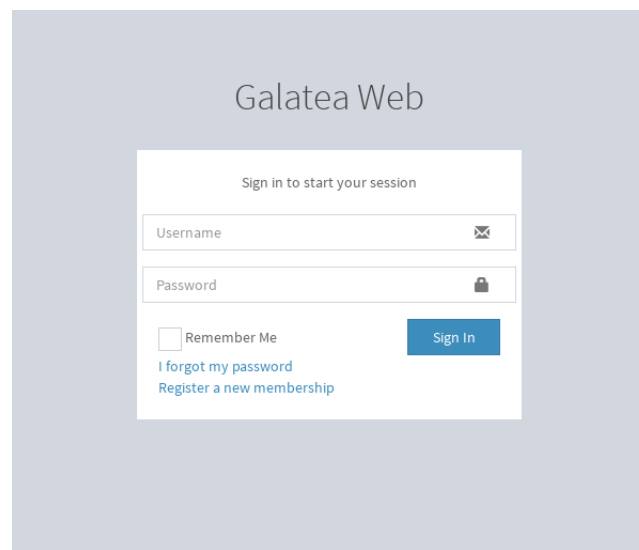 Galatea Web
Sign in to start your session
Username
Password
Remember Me
Sign In
I forgot my password
Register a new membership